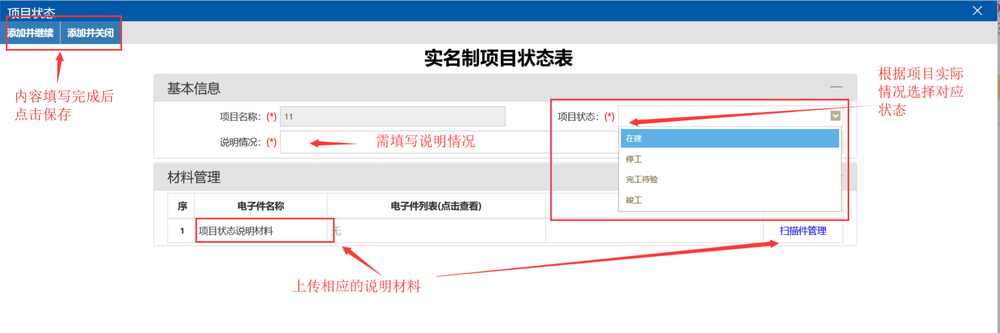 项目状态
添加并继续 添加并关闭
实名制项目状态表
内容填写完成后
点击保存
根据项目实际
情况选择对应
状态
基本信息
项目名称：(*) 11 项目状态：(*)
说明情况：(*) 需填写说明情况
在建
停工
完工待验
竣工
材料管理
序 电子件名称 电子件列表(点击查看)
1 项目状态说明材料 无 扫描件管理
上传相应的说明材料